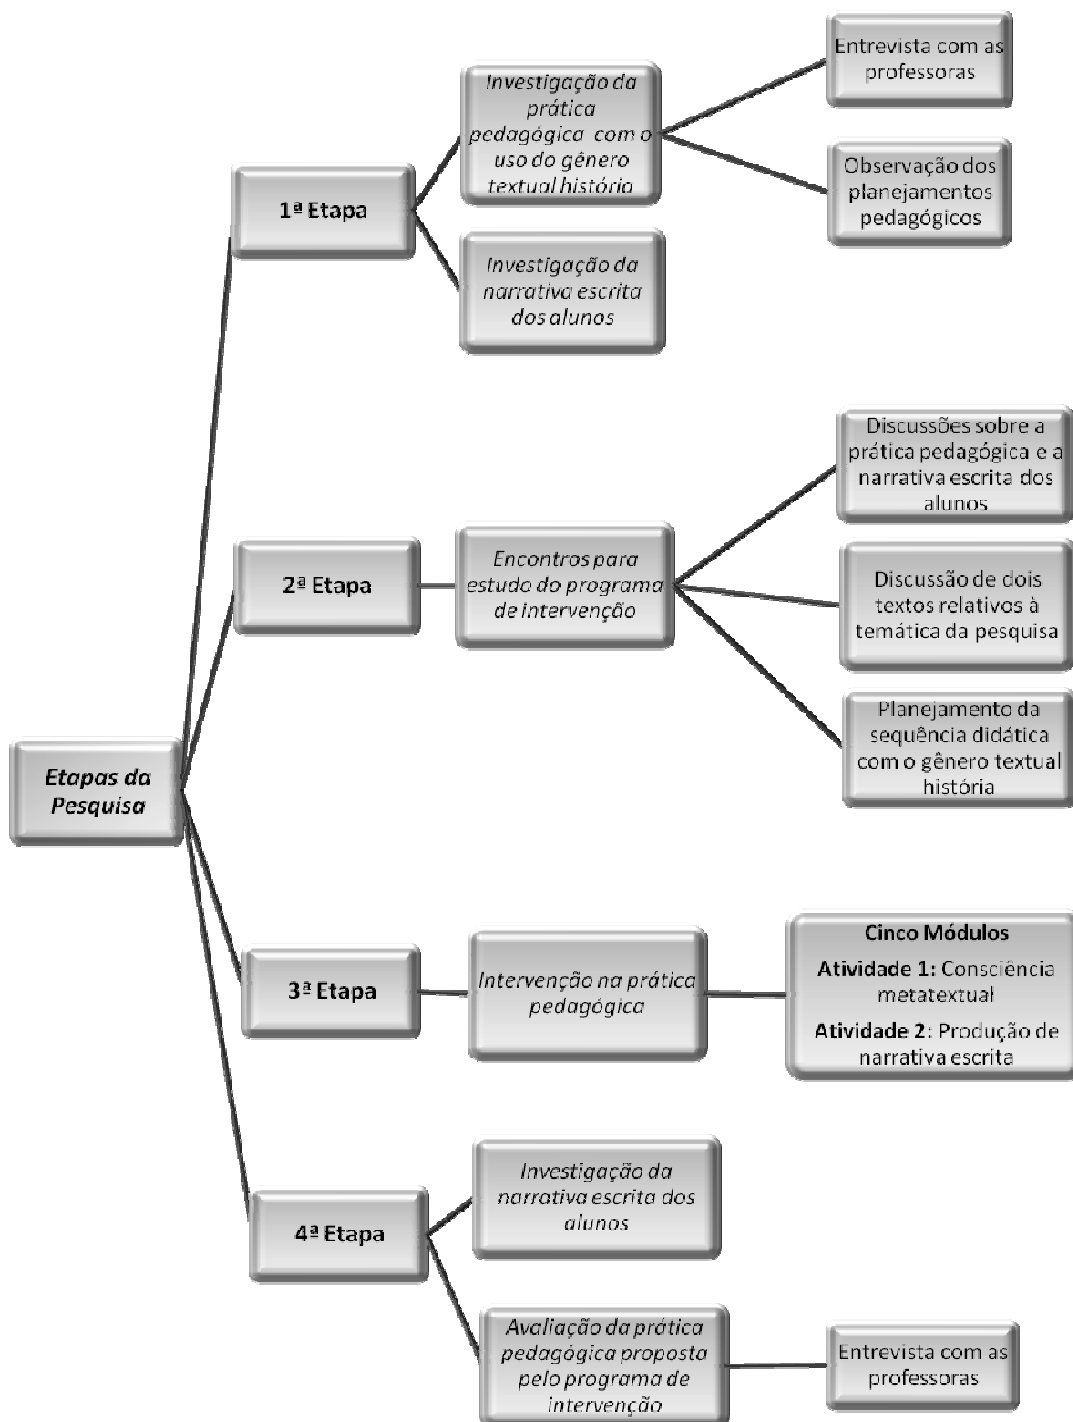 Etapas da
Pesquisa
1ª Etapa
Investigação da
prática
pedagógica com o
uso do gênero
textual história
Entrevista com as
professoras
Observação dos
planejamentos
pedagógicos
Investigação da
narrativa escrita
dos alunos
2ª Etapa
Encontros para
estudo do programa
de intervenção
Discussões sobre a
prática pedagógica e a
narrativa escrita dos
alunos
Discussão de dois
textos relativos à
temática da pesquisa
Planejamento da
sequência didática
com o gênero textual
história
3ª Etapa
Intervenção na prática
pedagógica
Cinco Módulos
Atividade 1: Consciência
metatextual
Atividade 2: Produção de
narrativa escrita
4ª Etapa
Investigação da
narrativa escrita dos
alunos
Avaliação da prática
pedagógica proposta
pelo programa de
intervenção
Entrevista com as
professoras